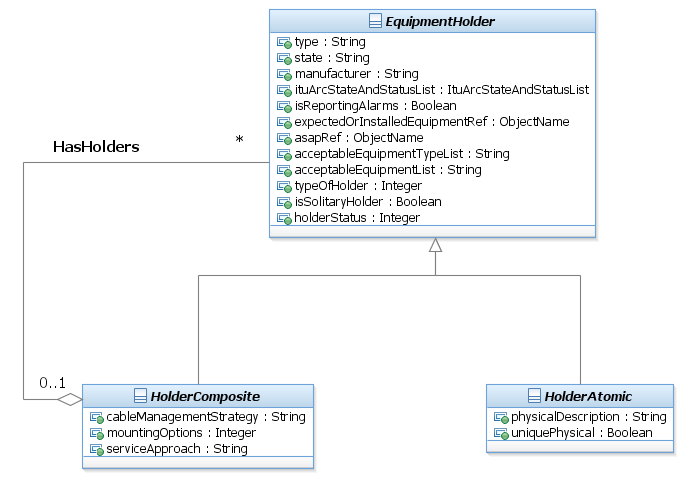 EquipmentHolder
type : String
state : String
manufacturer : String
ituArcStateAndStatusList : ItuArcStateAndStatusList
isReportingAlarms : Boolean
expectedOrInstalledEquipmentRef : ObjectName
asapRef : ObjectName
acceptableEquipmentTypeList : String
acceptableEquipmentList : String
typeOfHolder : Integer
isSolitaryHolder : Boolean
holderStatus : Integer
HasHolders
*
0..1
HolderComposite
cableManagementStrategy : String
mountingOptions : Integer
serviceApproach : String
HolderAtomic
physicalDescription : String
uniquePhysical : Boolean